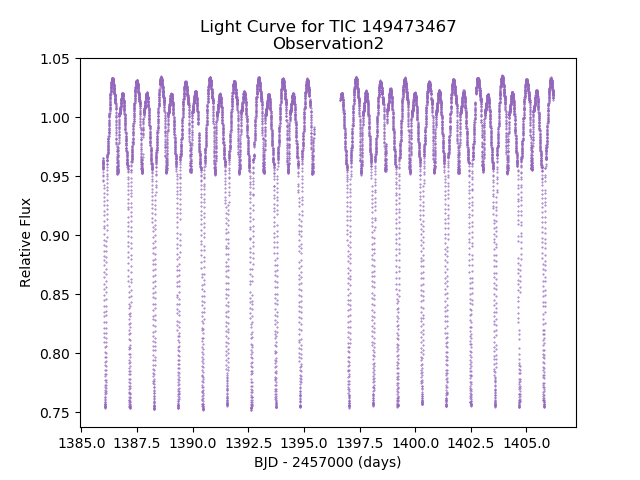 Light Curve for TIC 149473467
Observation2
1.05
1.00
0.95
0.90
0.85
0.80
0.75
Relative Flux
1385.0 1387.5 1390.0 1392.5 1395.0 1397.5 1400.0 1402.5 1405.0
BJD - 2457000 (days)